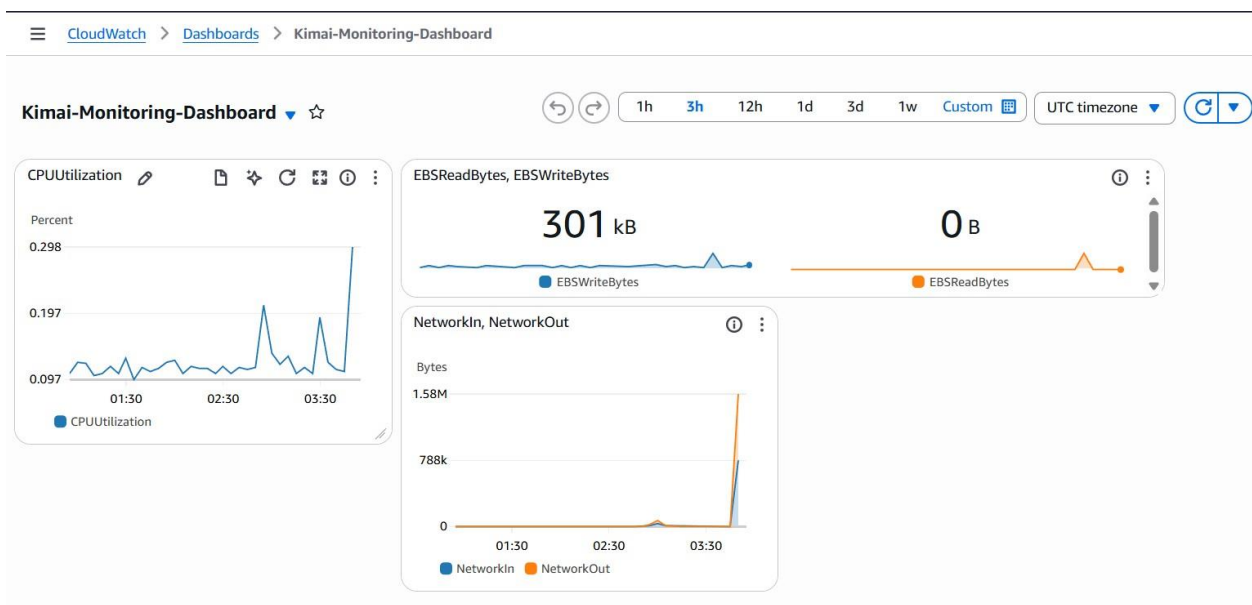 CloudWatch > Dashboards > Kimai-Monitoring-Dashboard
Kimai-Monitoring-Dashboard
1h 3h 12h 1d 3d 1w Custom UTC timezone
CPUUtilization
Percent
0.298
0.197
0.097
01:30 02:30 03:30
CPUUtilization
EBSReadBytes, EBSWriteBytes
301 kB 0 B
EBSWriteBytes EBSReadBytes
NetworkIn, NetworkOut
Bytes
1.58M
788k
0
01:30 02:30 03:30
NetworkIn NetworkOut